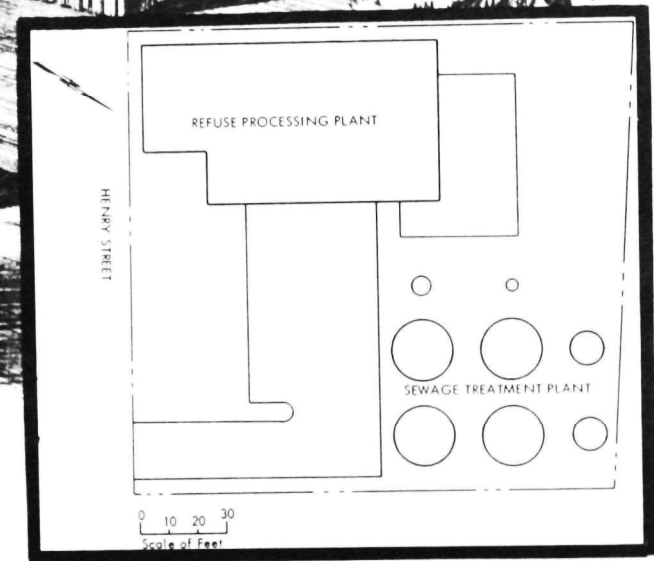 REFUSE PROCESSING PLANT
HENRY STREET
SEWAGE TREATMENT PLANT
0 10 20 30
Scale of Feet